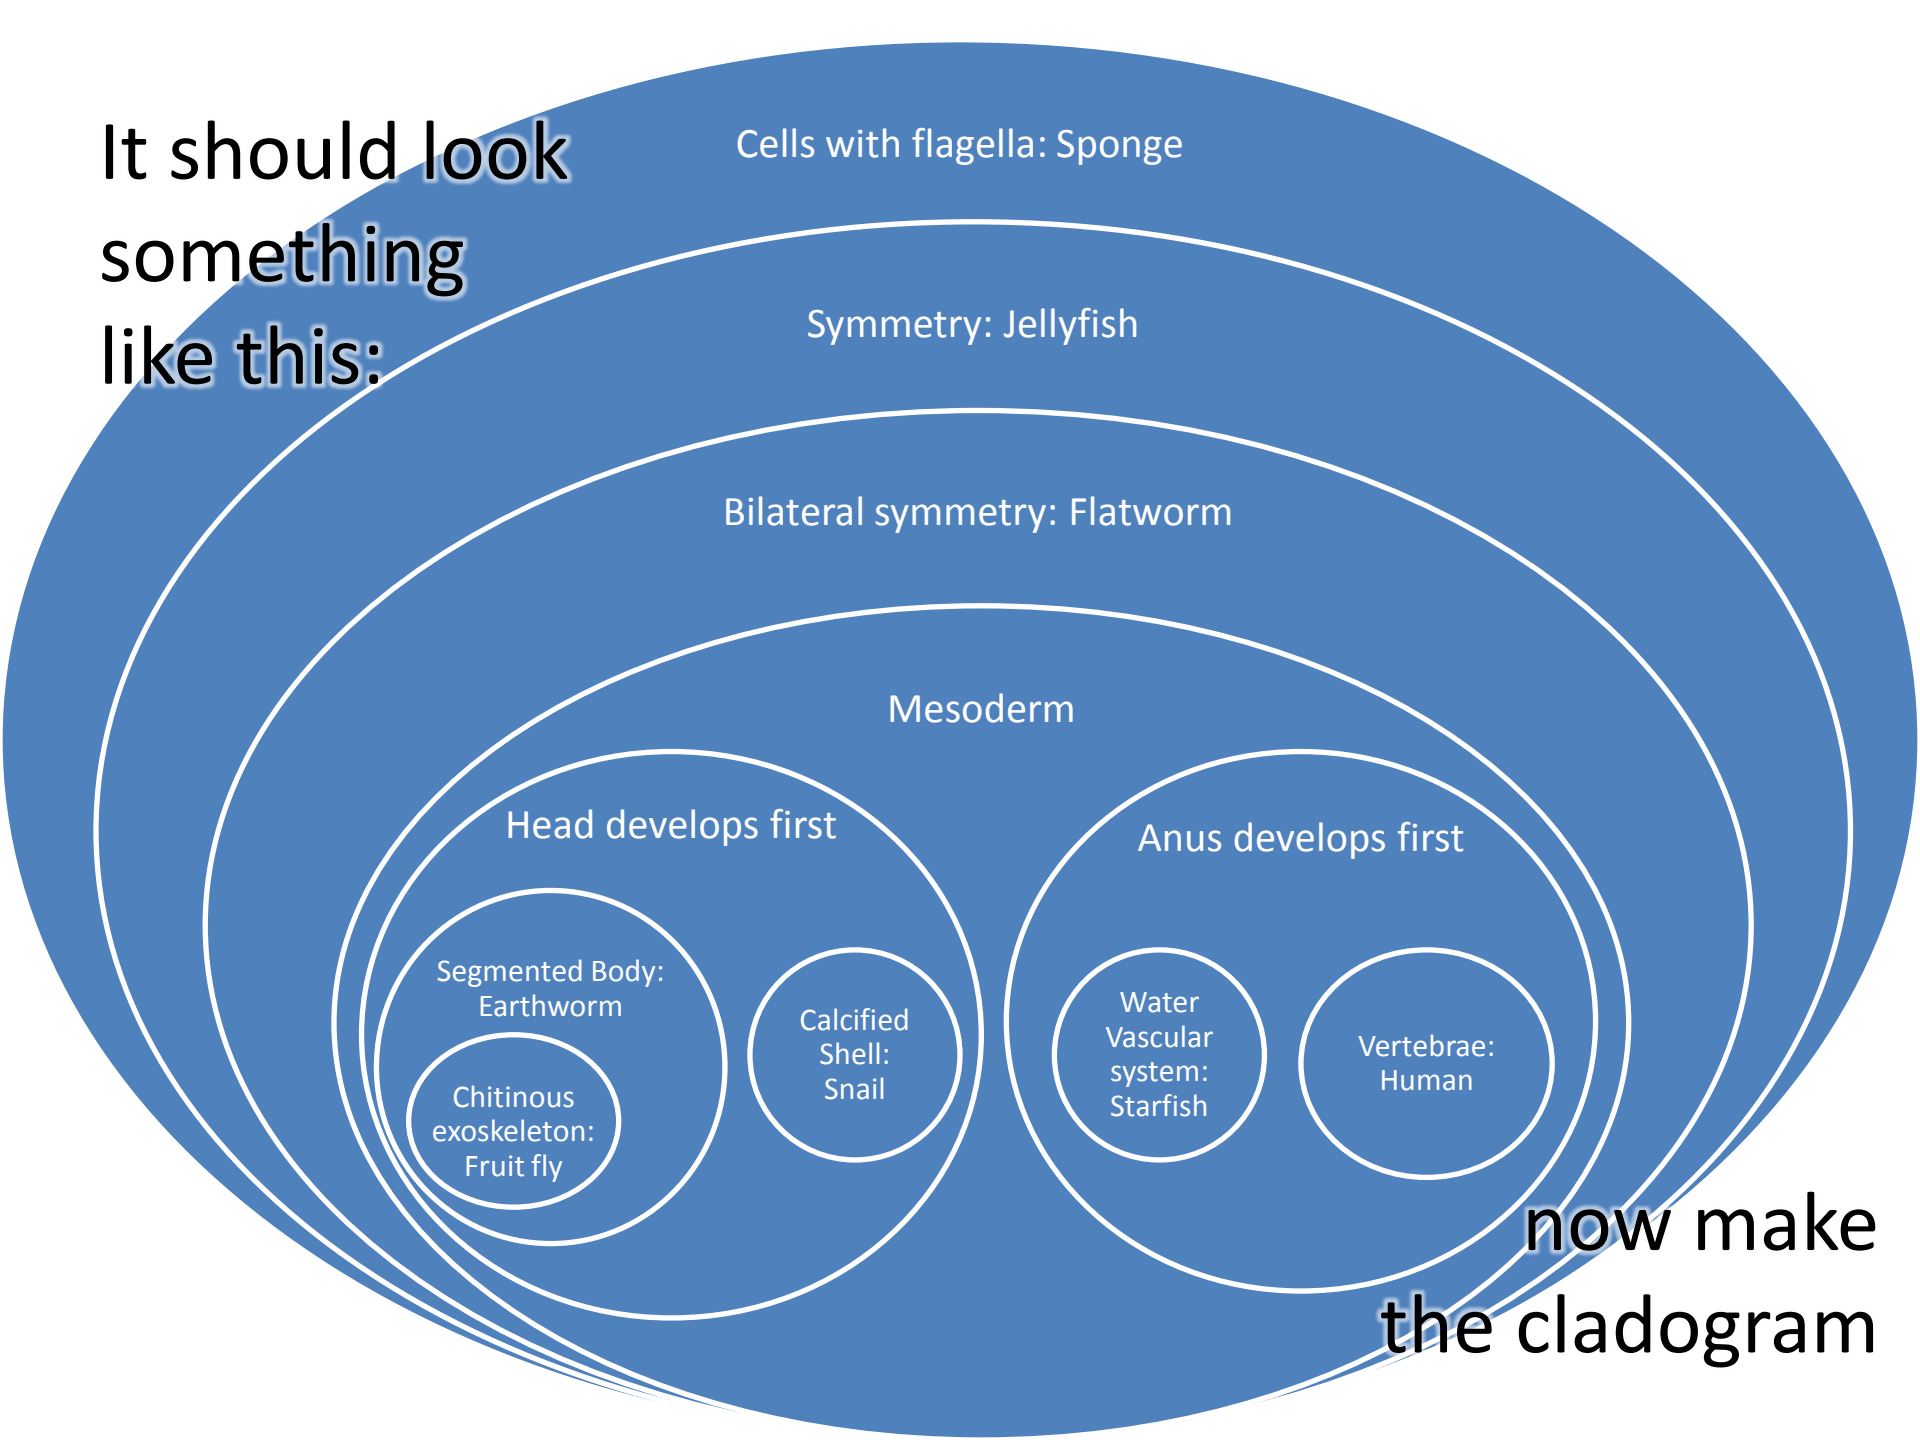 It should look
something
like this:
Cells with flagella: Sponge
Symmetry: Jellyfish
Bilateral symmetry: Flatworm
Mesoderm
Head develops first
Segmented Body:
Earthworm
Chitinous
exoskeleton:
Fruit fly
Calcified
Shell:
Snail
Anus develops first
Water
Vascular
system:
Starfish
Vertebrae:
Human
now make
the cladogram